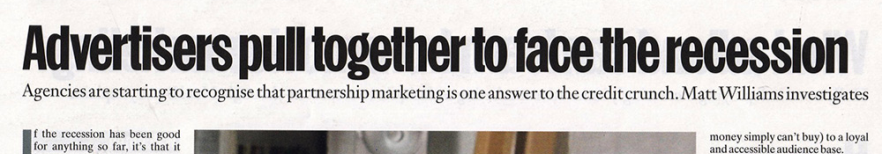 Advertisers pull together to face the recession
Agencies are starting to recognise that partnership marketing is one answer to the credit crunch. Matt Williams investigates
f the recession has been good
for anything so far, it's that it
money simply can't buy) to a loyal
and accessible audience base.